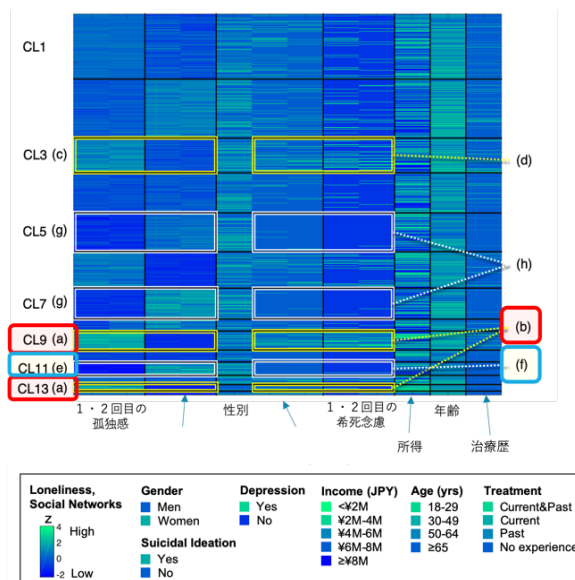 CL1
CL3 (c)
(d)
CL5 (g)
(h)
CL7 (g)
CL9 (a)
(b)
CL11 (e)
(f)
CL13 (a)
1・2回目の
孤独感
性別
1・2回目の
希死念慮
年齢
所得
治療歴
Loneliness,
Social Networks
Z
4
2
0
-2
High
Low
Gender
Men
Women
Suicidal Ideation
Yes
No
Depression
Yes
No
Income (JPY)
<¥2M
¥2M-4M
¥4M-6M
¥6M-8M
≥¥8M
Age (yrs)
18-29
30-49
50-64
≥65
Treatment
Current&Past
Current
Past
No experience